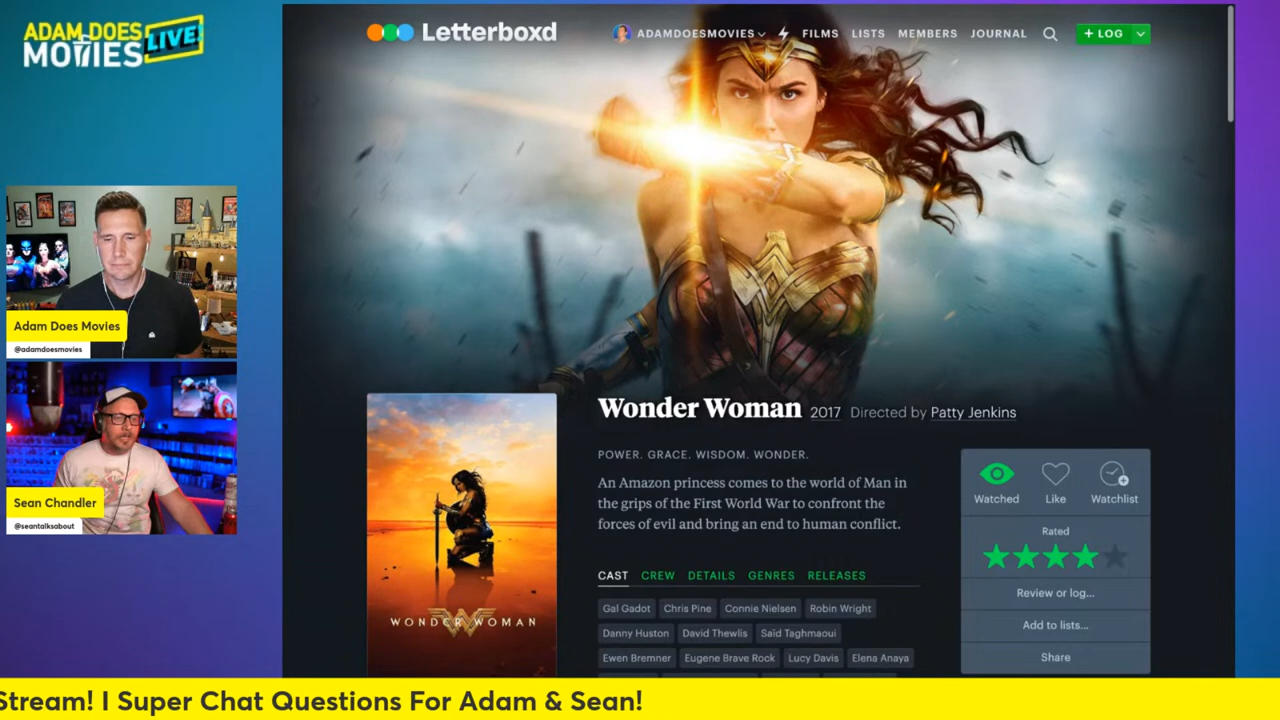 ADAM DOES
MOVIES LIVE!
Letterboxd
ADAMDOESMOVIES FILMS LISTS MEMBERS JOURNAL + LOG
Adam Does Movies
@adamdoesmovies
Sean Chandler
@seantalksabout
Wonder Woman 2017 Directed by Patty Jenkins
POWER. GRACE. WISDOM. WONDER.
An Amazon princess comes to the world of Man in
the grips of the First World War to confront the
forces of evil and bring an end to human conflict.
CAST CREW DETAILS GENRES RELEASES
Gal Gadot Chris Pine Connie Nielsen Robin Wright
Danny Huston David Thewlis Saïd Taghmaoui
Ewen Bremner Eugene Brave Rock Lucy Davis Elena Anaya
WONDER WOMAN
Watched Like Watchlist
Rated
Review or log...
Add to lists...
Share
Stream! I Super Chat Questions For Adam & Sean!